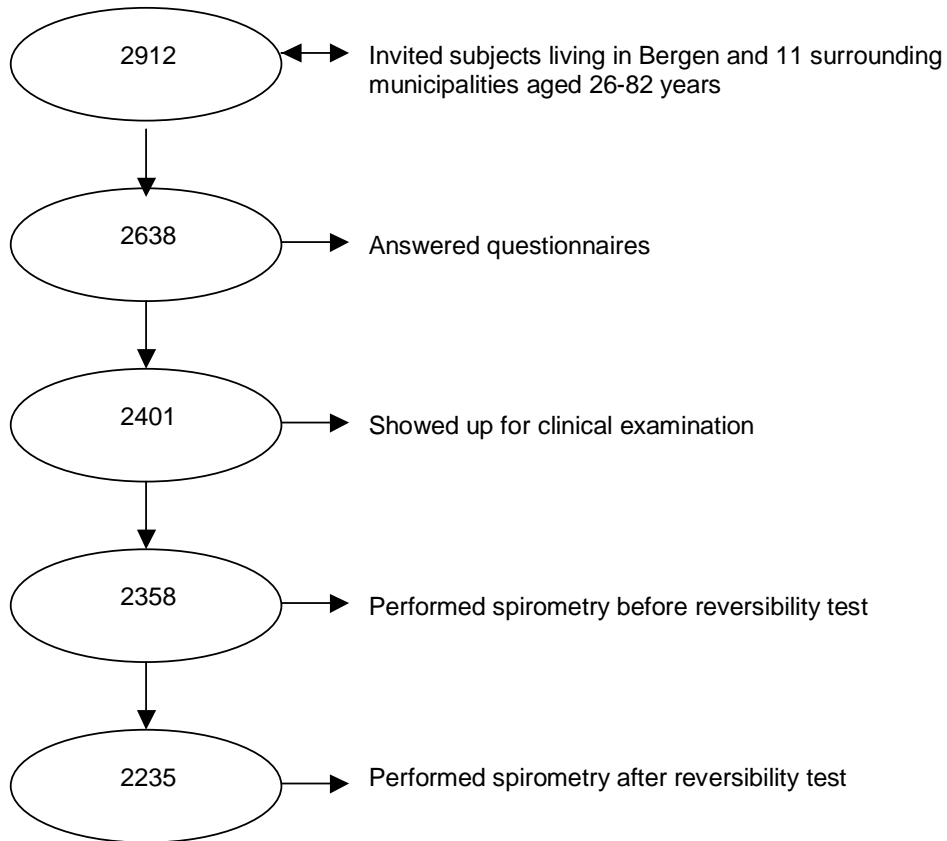 2912
Invited subjects living in Bergen and 11 surrounding
municipalities aged 26-82 years
2638
Answered questionnaires
2401
Showed up for clinical examination
2358
Performed spirometry before reversibility test
2235
Performed spirometry after reversibility test